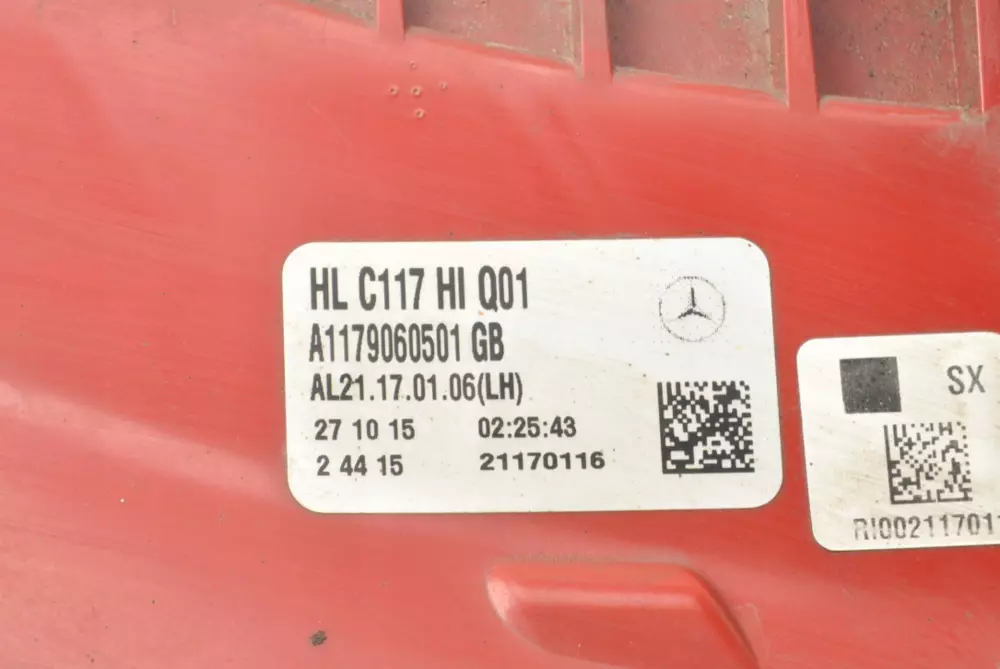 HL C117 HI Q01
A1179060501 GB
AL21.17.01.06(LH)
27 10 15 02:25:43
2 44 15 21170116
SX
RI00211701